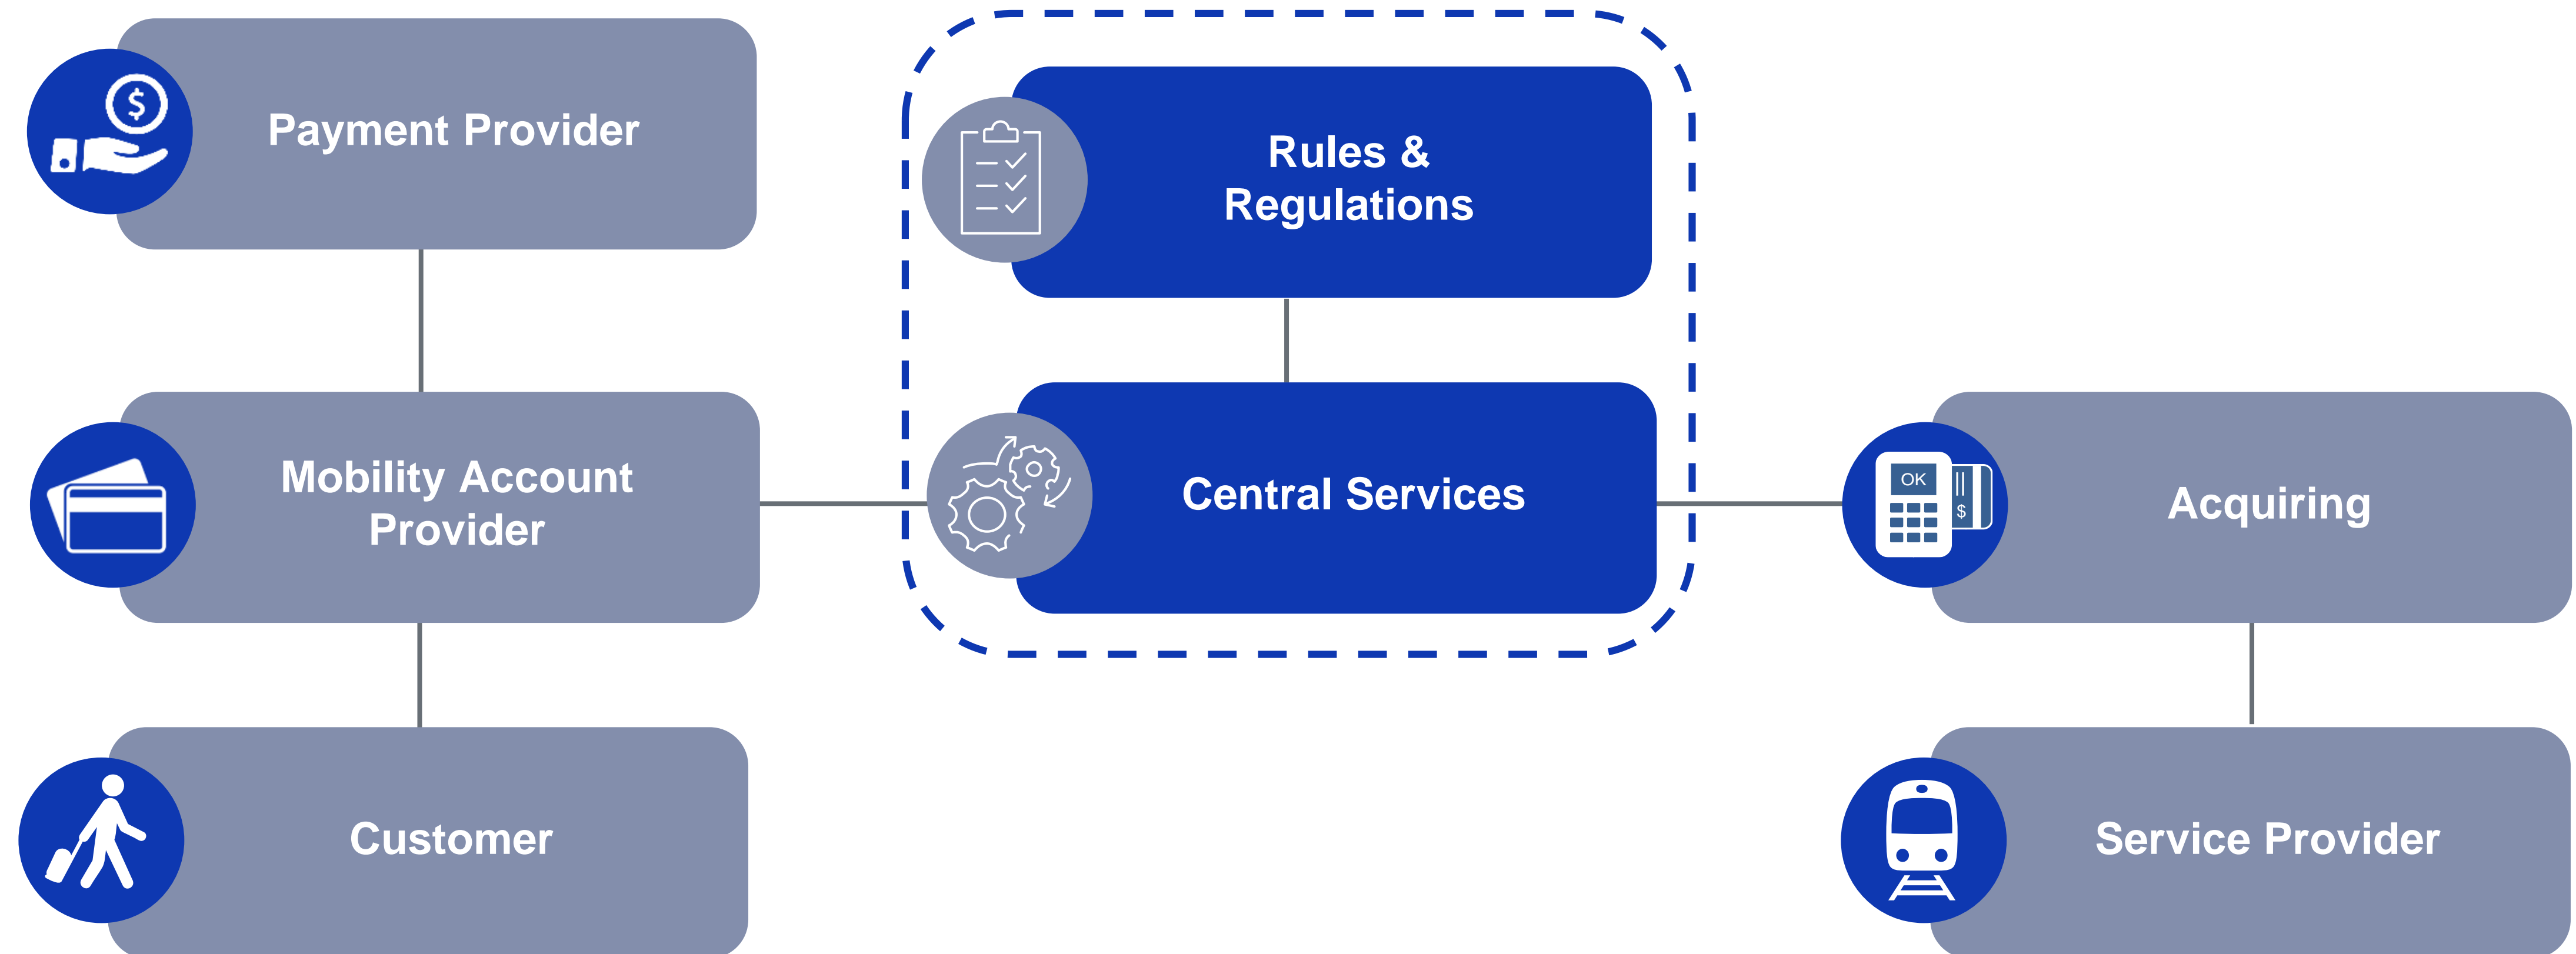 Payment Provider
Rules &
Regulations
Mobility Account
Provider
Central Services
OK
$
Acquiring
Customer
Service Provider
$